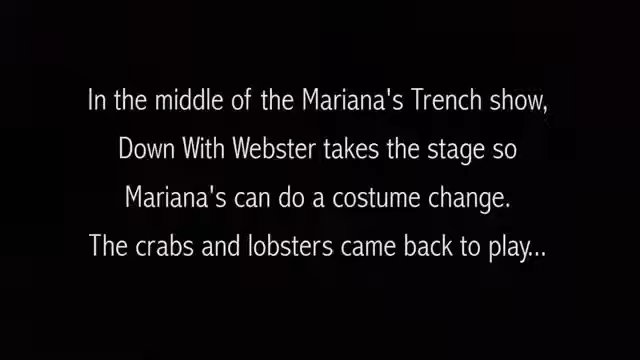 In the middle of the Mariana's Trench show,
Down With Webster takes the stage so
Mariana's can do a costume change.
The crabs and lobsters came back to play...